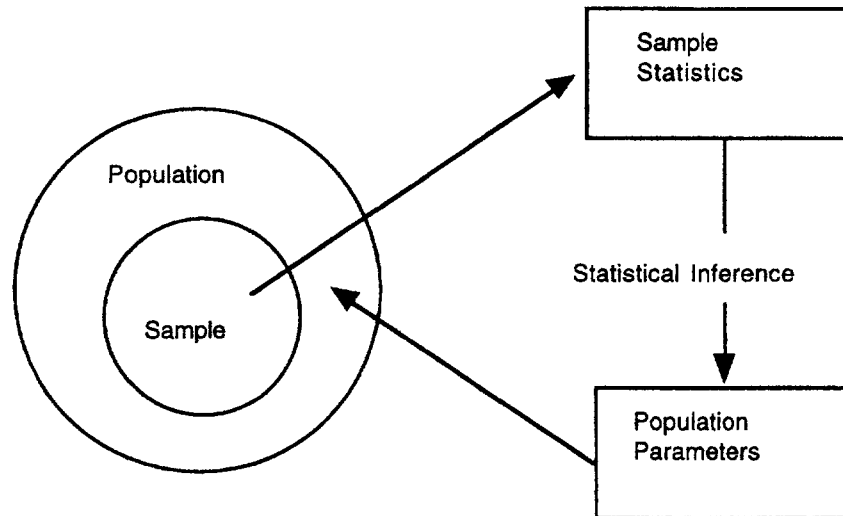 Sample
Statistics
Population
Statistical Inference
Sample
Population
Parameters